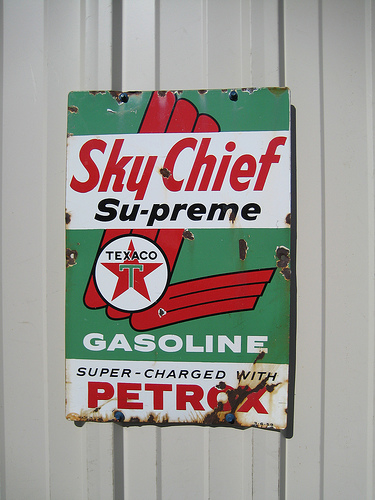 Sky Chief
Su-preme
TEXACO
T
GASOLINE
SUPER-CHARGED WITH
PETROX